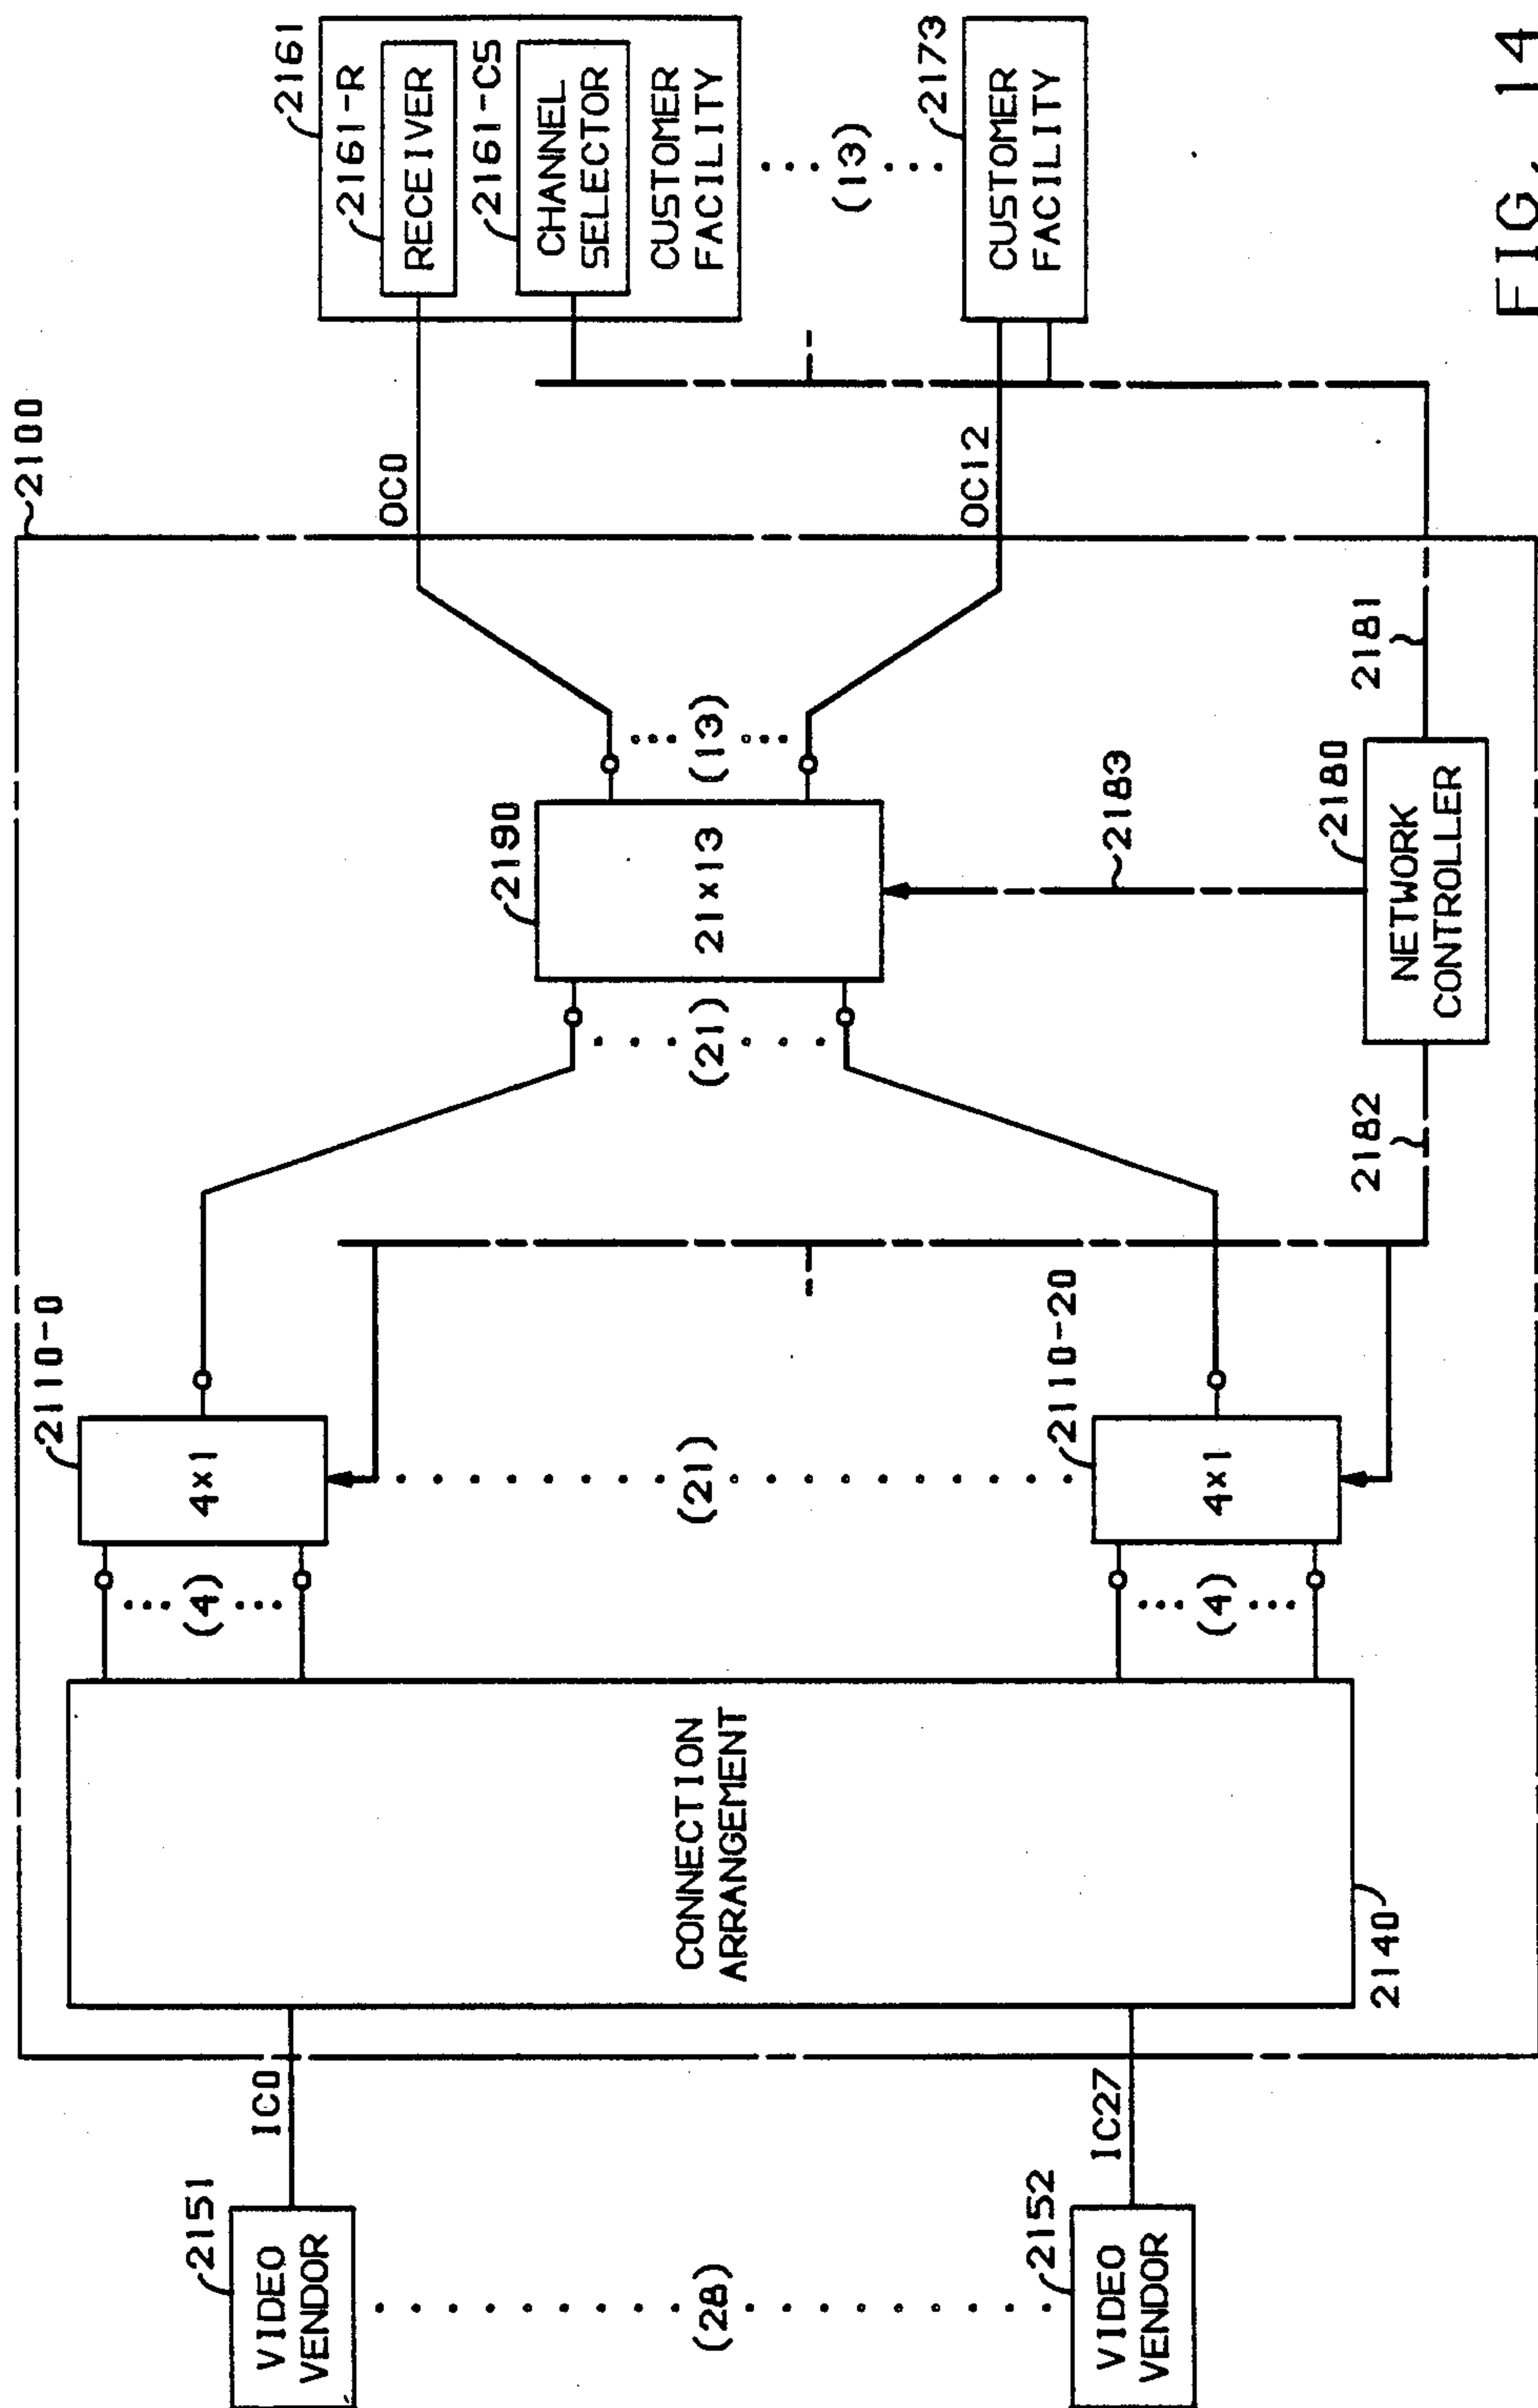 2100
2151
VIDEO
VENDOR
IC0
(28)
2152
VIDEO
VENDOR
IC27
CONNECTION
ARRANGEMENT
2140
(4)
2110-0
4×1
(21)
(4)
2110-20
4×1
2182
(21)
2190
21×13
(13)
2183
2180
NETWORK
CONTROLLER
2181
OC0
OC12
2161
2161-R
RECEIVER
2161-CS
CHANNEL
SELECTOR
CUSTOMER
FACILITY
(13)
2173
CUSTOMER
FACILITY
FIG. 14